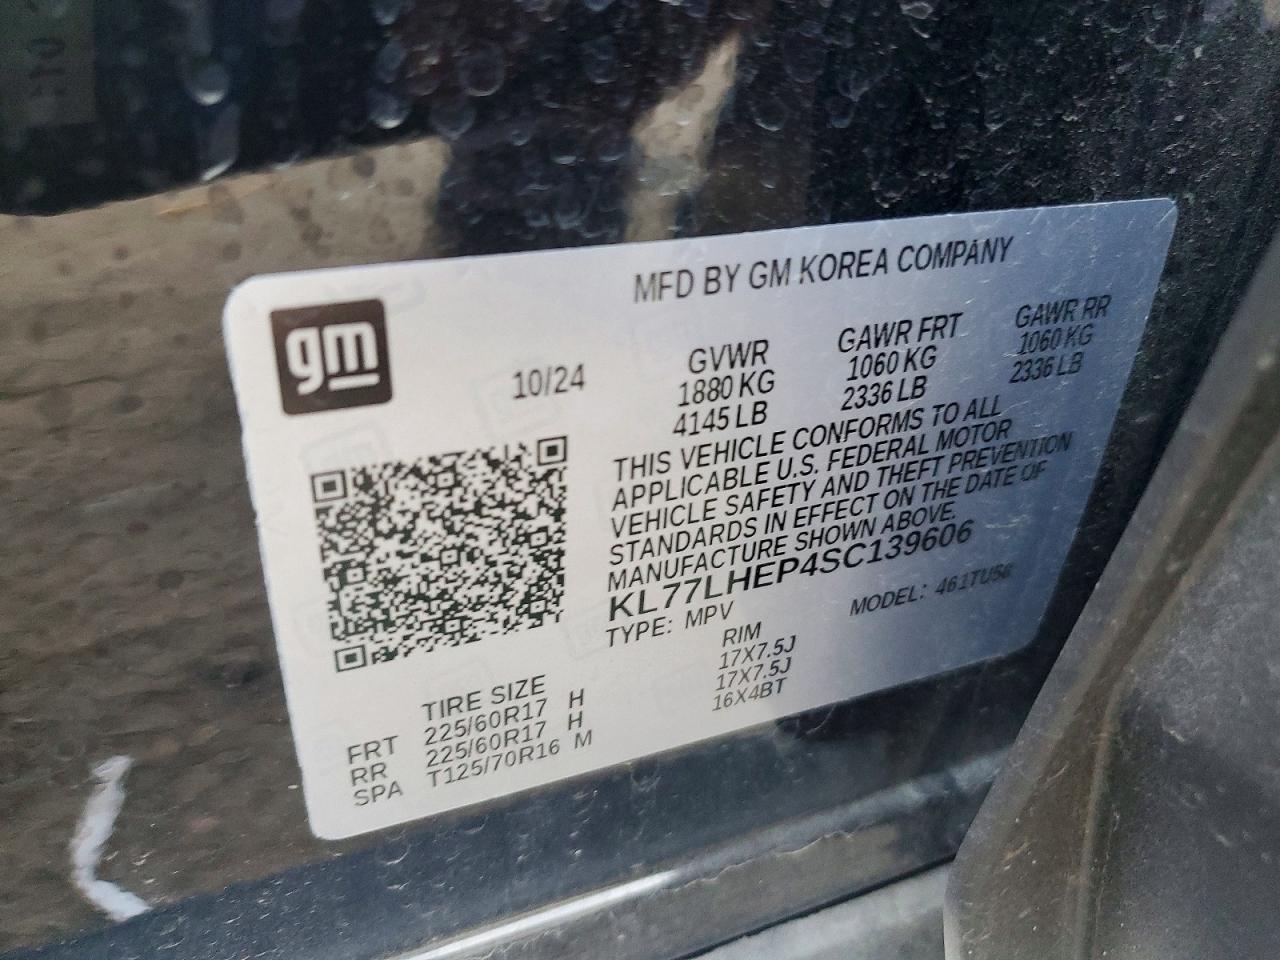 gm
MFD BY GM KOREA COMPANY
10/24
GVWR GAWR FRT GAWR RR
1880 KG 1060 KG 1060 KG
4145 LB 2336 LB 2336 LB
THIS VEHICLE CONFORMS TO ALL
APPLICABLE U.S. FEDERAL MOTOR
VEHICLE SAFETY AND THEFT PREVENTION
STANDARDS IN EFFECT ON THE DATE OF
MANUFACTURE SHOWN ABOVE.
KL77LHEP4SC139606
TYPE: MPV MODEL: 461TU56
TIRE SIZE RIM
FRT 225/60R17 H 17X7.5J
RR 225/60R17 H 17X7.5J
SPA T125/70R16 M 16X4BT